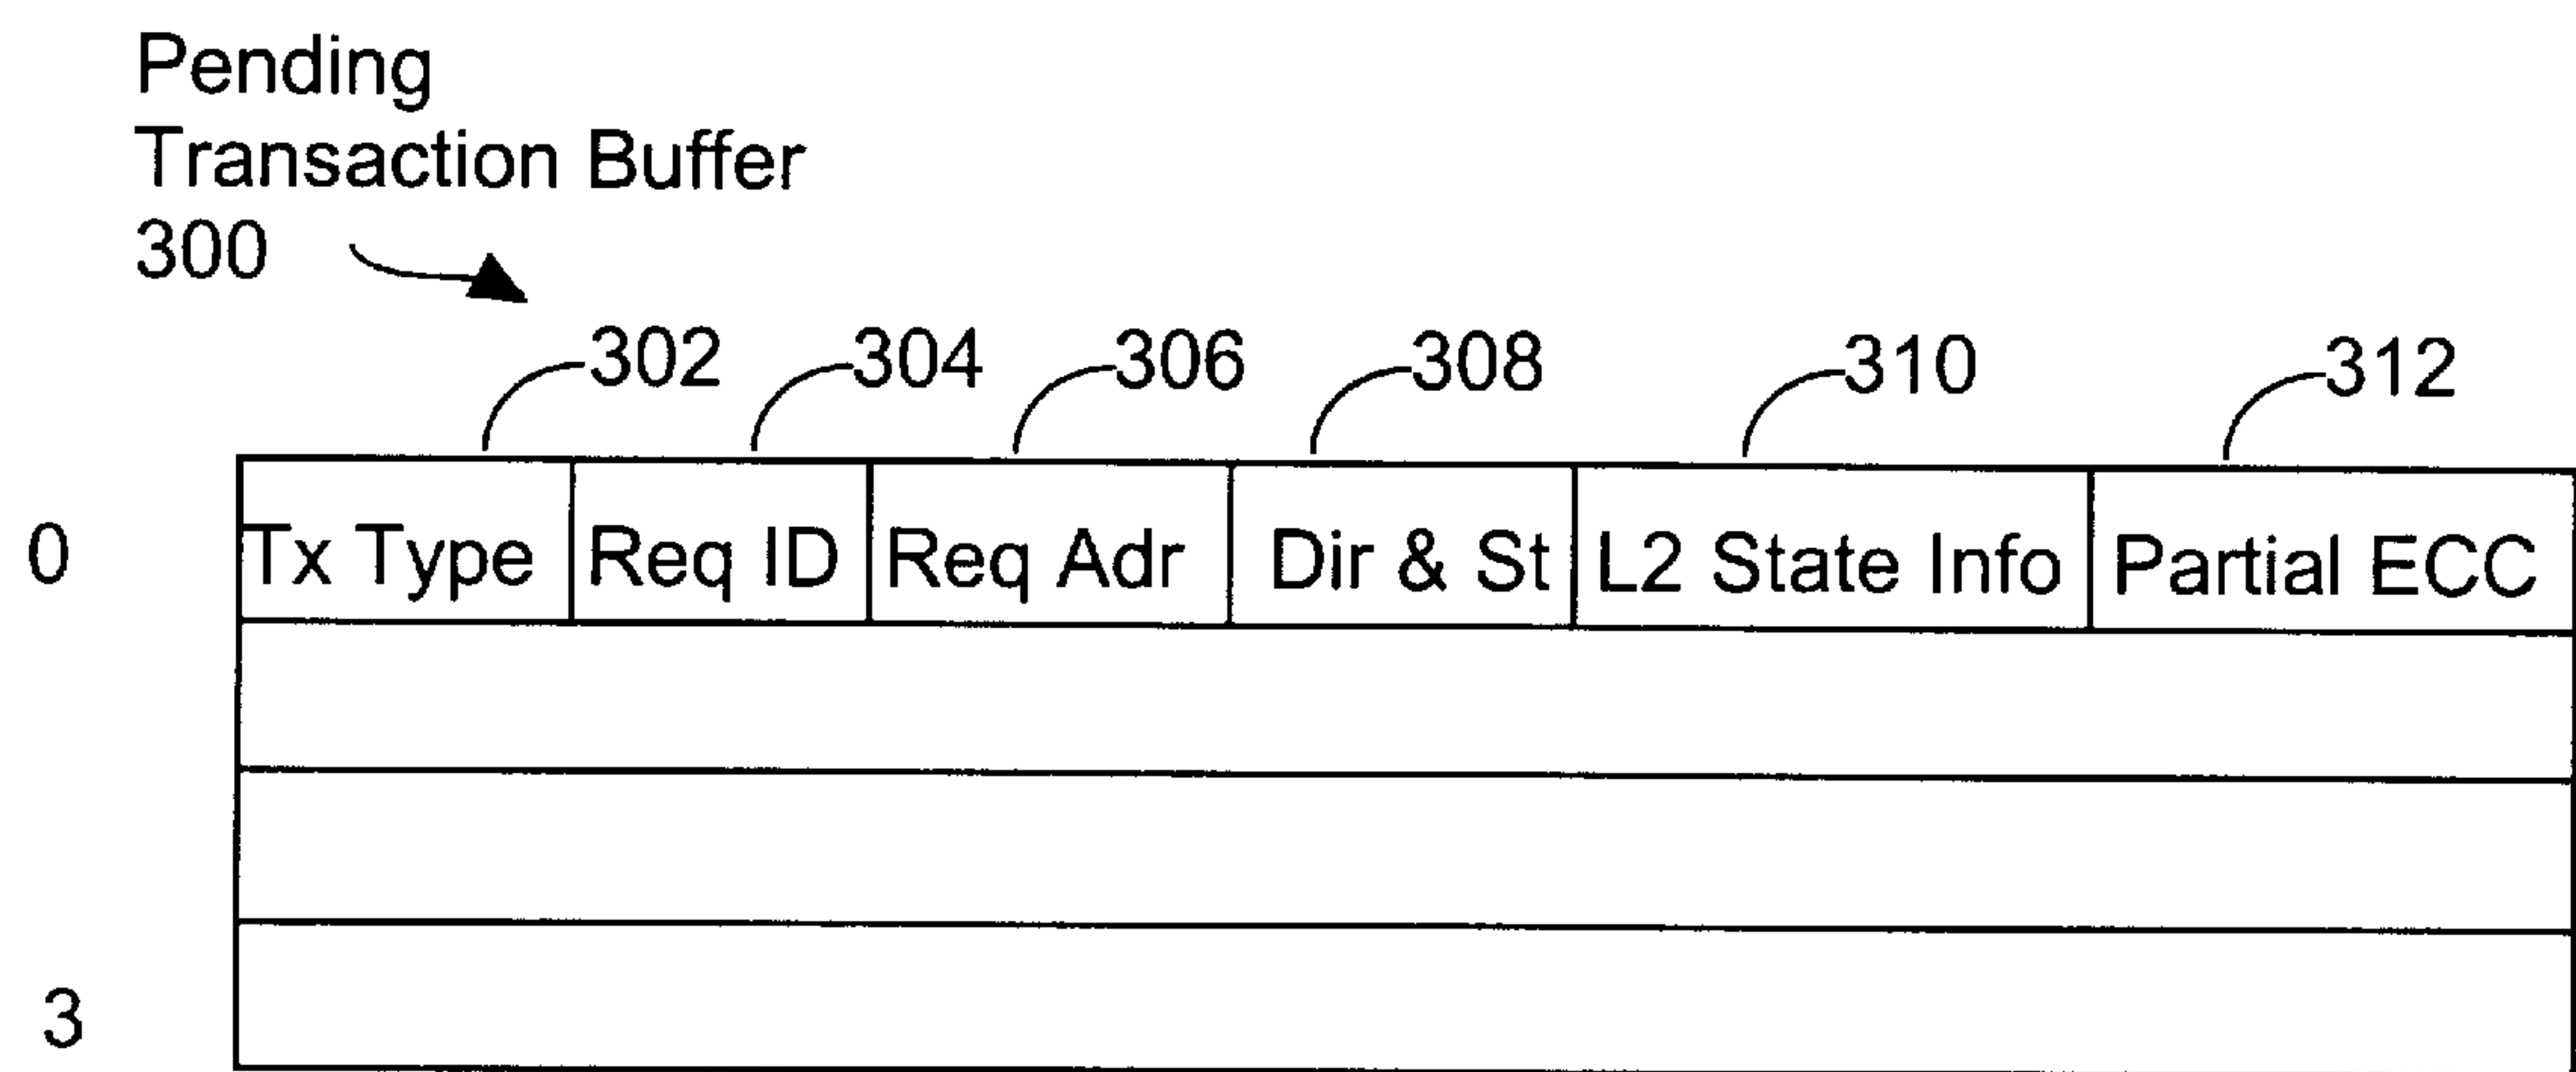 Pending
Transaction Buffer
300
302 304 306 308 310 312
0 Tx Type Req ID Req Adr Dir & St L2 State Info Partial ECC
3